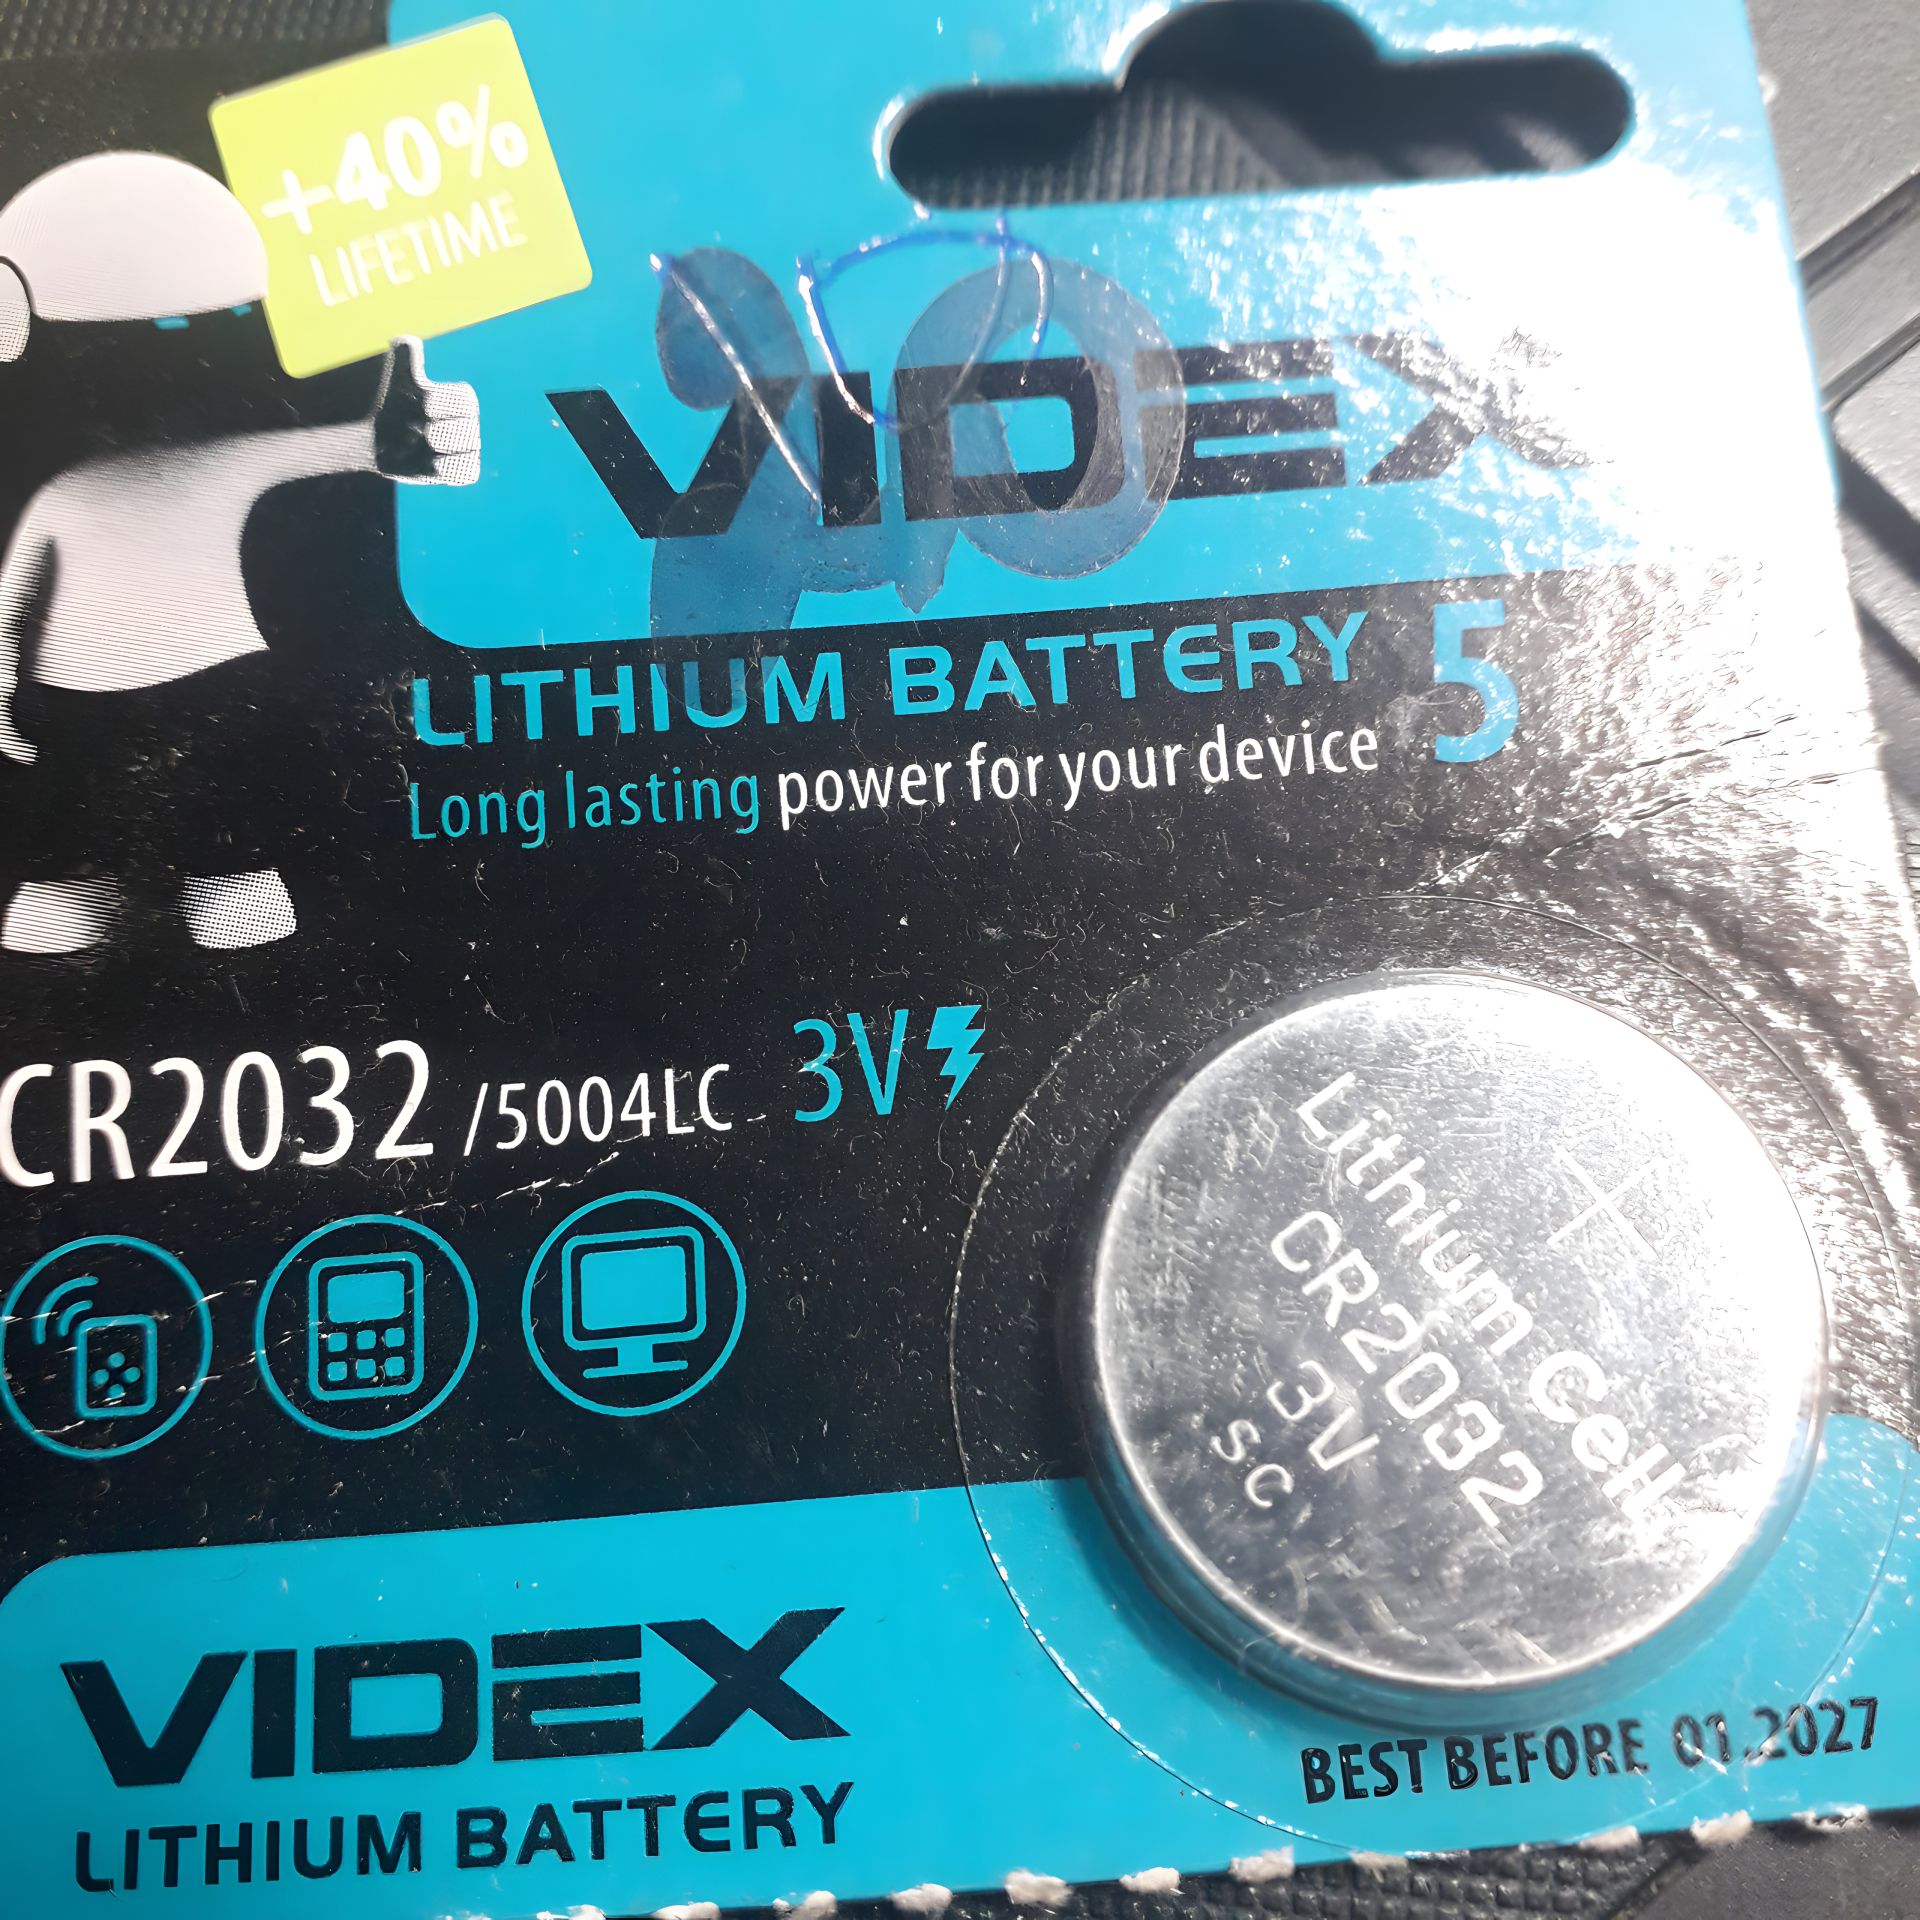 +40%
LIFETIME
20
VIDEX
LITHIUM BATTERY 5
Long lasting power for your device
CR2032 /5004LC 3V
+
Lithium Cell
CR2032
3V
SC
VIDEX
LITHIUM BATTERY
BEST BEFORE 01.2027